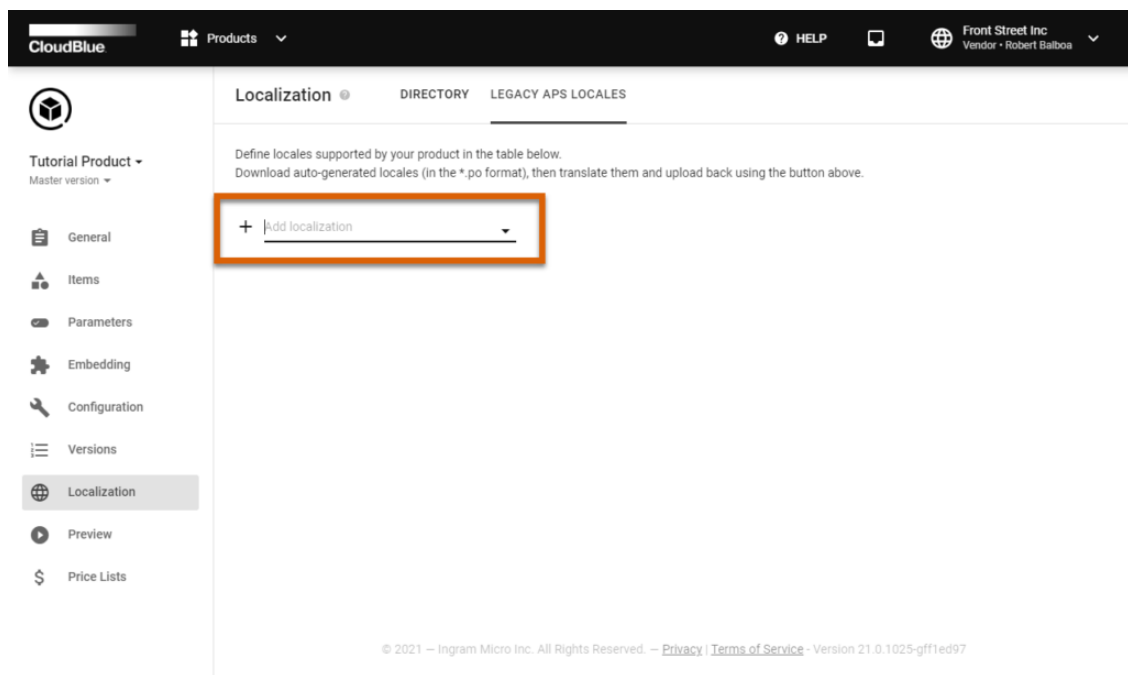 CloudBlue
Products
HELP
Front Street Inc
Vendor • Robert Balboa
Localization
DIRECTORY
LEGACY APS LOCALES
Tutorial Product
Master version
Define locales supported by your product in the table below.
Download auto-generated locales (in the *.po format), then translate them and upload back using the button above.
Add localization
General
Items
Parameters
Embedding
Configuration
Versions
Localization
Preview
Price Lists
© 2021 — Ingram Micro Inc. All Rights Reserved. — Privacy | Terms of Service - Version 21.0.1025-gff1ed97